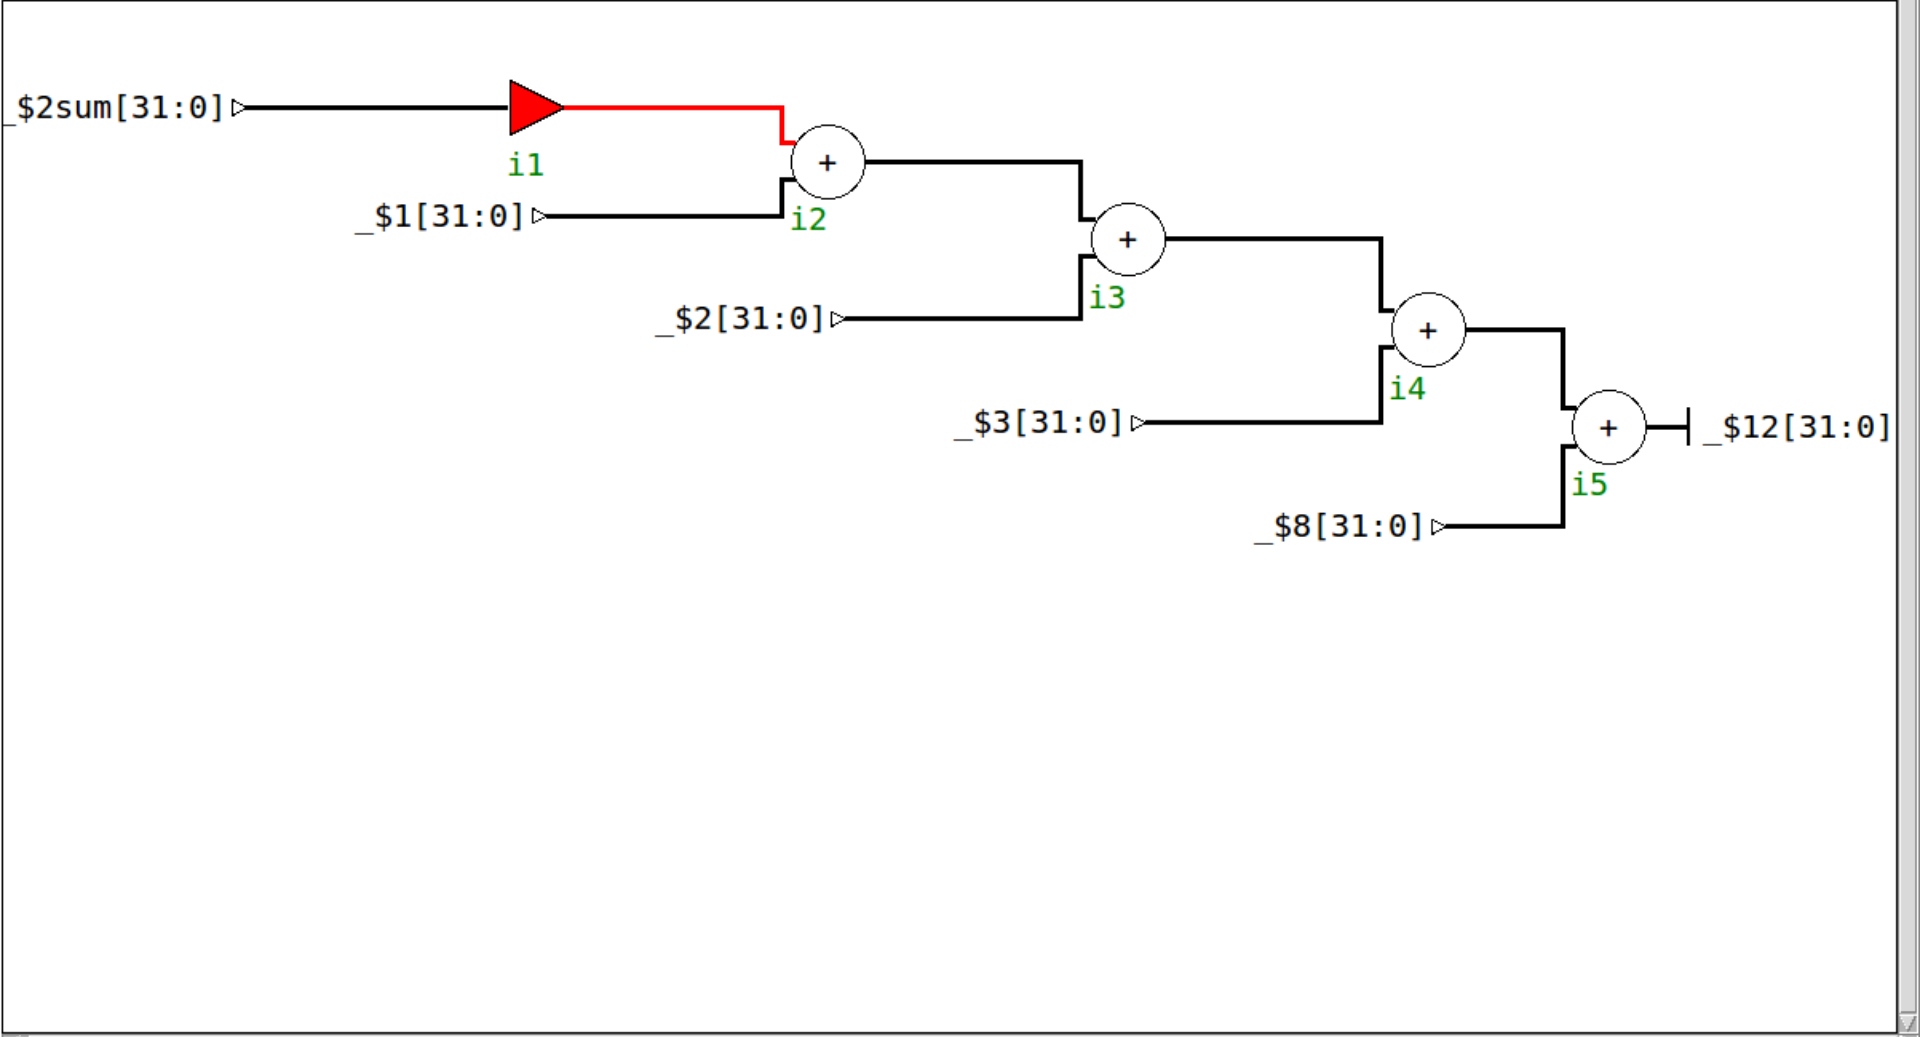 _$2sum[31:0]
i1
+
_$1[31:0]
i2
+
_$2[31:0]
i3
+
_$3[31:0]
i4
+
_$12[31:0]
i5
_$8[31:0]